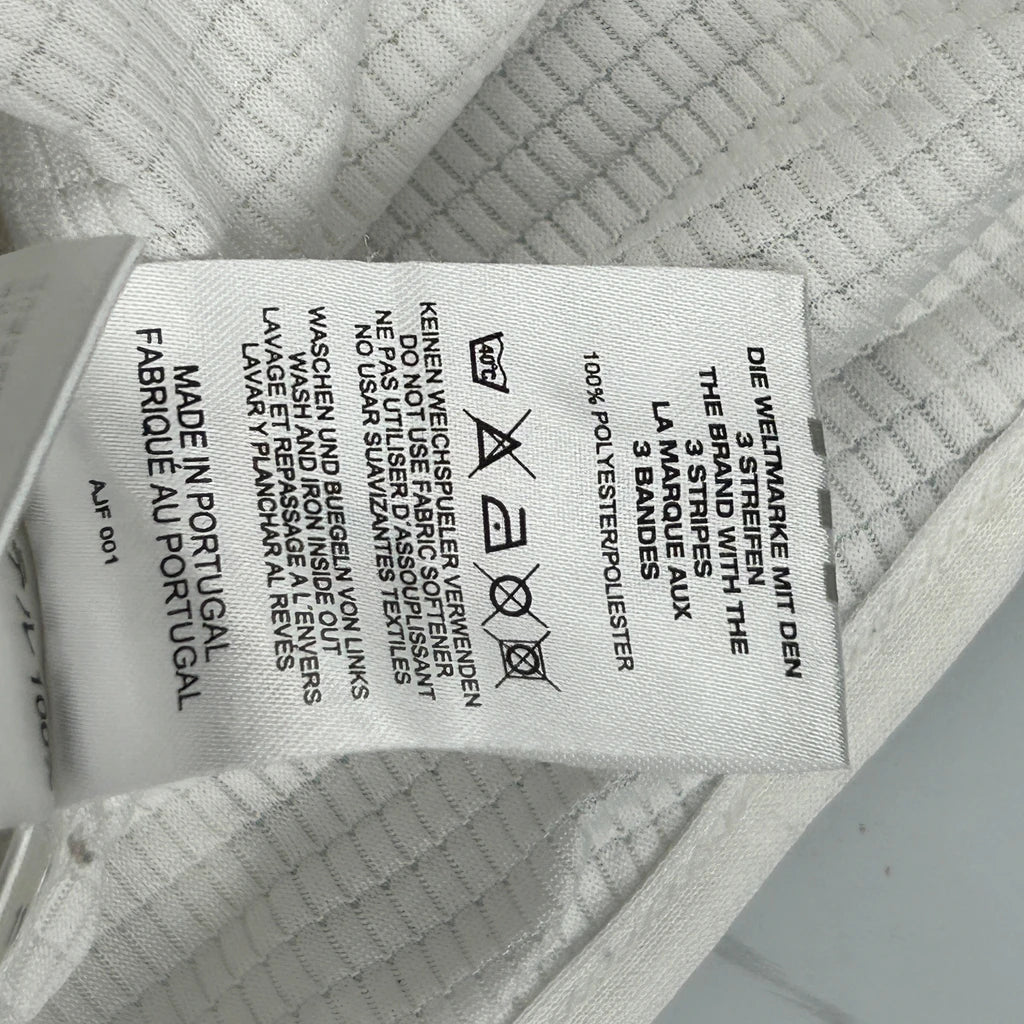 DIE WELTMARKE MIT DEN
3 STREIFEN
THE BRAND WITH THE
3 STRIPES
LA MARQUE AUX
3 BANDES
100% POLYESTER/POLIESTER
40°C
KEINEN WEICHSPUELER VERWENDEN
DO NOT USE FABRIC SOFTENER
NE PAS UTILISER D'ASSOUPLISSANT
NO USAR SUAVIZANTES TEXTILES
WASCHEN UND BUEGELN VON LINKS
WASH AND IRON INSIDE OUT
LAVAGE ET REPASSAGE A L'ENVERS
LAVAR Y PLANCHAR AL REVÉS
MADE IN PORTUGAL
FABRIQUÉ AU PORTUGAL
AJF 001